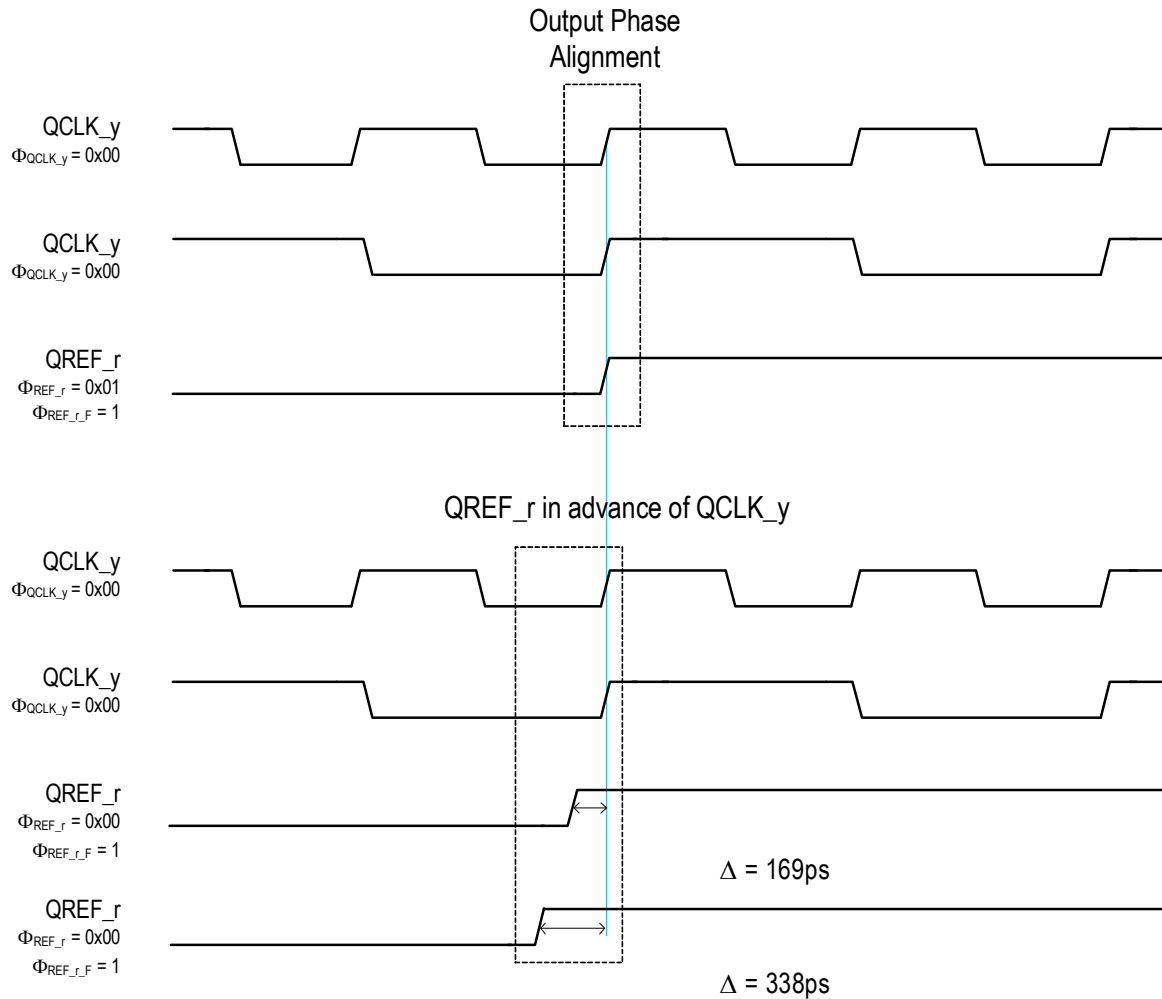 Output Phase
Alignment
QCLK_y
ΦQCLK_y = 0x00
QCLK_y
ΦQCLK_y = 0x00
QREF_r
ΦREF_r = 0x01
ΦREF_r_F = 1
QREF_r in advance of QCLK_y
QCLK_y
ΦQCLK_y = 0x00
QCLK_y
ΦQCLK_y = 0x00
QREF_r
ΦREF_r = 0x00
ΦREF_r_F = 1
Δ = 169ps
QREF_r
ΦREF_r = 0x00
ΦREF_r_F = 1
Δ = 338ps